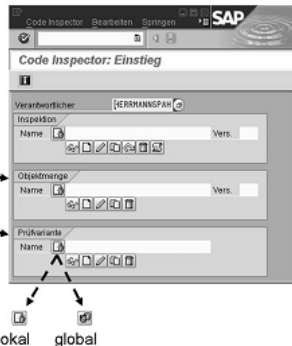 Code Inspector Bearbeiten Springen
SAP
Code Inspector: Einstieg
Verantwortlicher HERRMANNSPAH
Inspektion
Name Vers.
Objektmenge
Name Vers.
Prüfvariante
Name
okal global